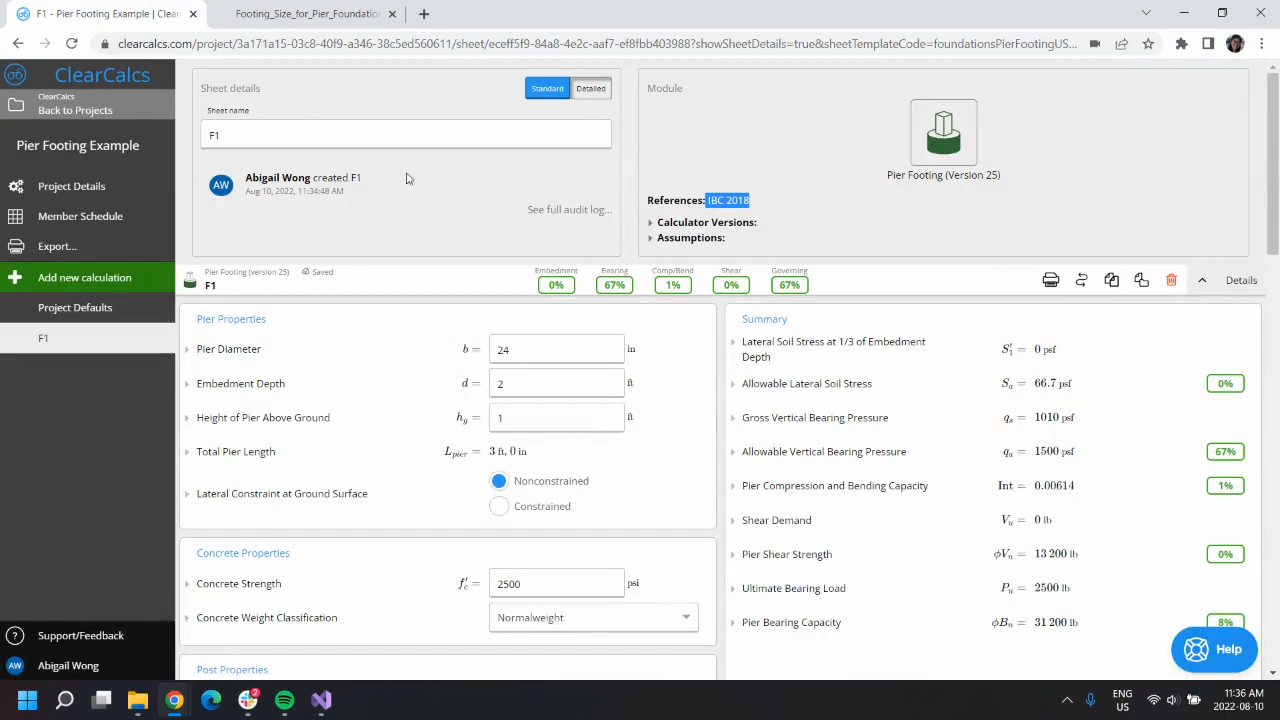 F1 - Pier Footing Example | Clear
Footing_Size_for_Pier_Foundatio
clearcalcs.com/project/3a171a15-03c8-40f9-a346-38c5ed560611/sheet/eceff5f9-84a8-4e2c-aaf7-ef8fbb403988?showSheetDetails=true&sheetTemplateCode=foundationsPierFootingUS...
ClearCalcs
ClearCalcs
Back to Projects
Pier Footing Example
Project Details
Member Schedule
Export...
Add new calculation
Project Defaults
F1
Support/Feedback
AW Abigail Wong
Sheet details
Standard Detailed
Sheet name
F1
AW Abigail Wong created F1
Aug 10, 2022, 11:34:48 AM
See full audit log...
Module
Pier Footing (Version 25)
References: IBC 2018
Calculator Versions:
Assumptions:
Pier Footing (version 25) Saved
F1
Embedment Bearing Comp/Bend Shear Governing
0% 67% 1% 0% 67%
Details
Pier Properties
Pier Diameter b = 24 in
Embedment Depth d = 2 ft
Height of Pier Above Ground hg = 1 ft
Total Pier Length Lpier = 3 ft, 0 in
Lateral Constraint at Ground Surface
Nonconstrained
Constrained
Concrete Properties
Concrete Strength f′c = 2500 psi
Concrete Weight Classification Normalweight
Post Properties
Summary
Lateral Soil Stress at 1/3 of Embedment
Depth S′1 = 0 psf
Allowable Lateral Soil Stress Sa = 66.7 psf 0%
Gross Vertical Bearing Pressure qs = 1010 psf
Allowable Vertical Bearing Pressure qa = 1500 psf 67%
Pier Compression and Bending Capacity Int = 0.00614 1%
Shear Demand Vu = 0 lb
Pier Shear Strength ϕVn = 13 200 lb 0%
Ultimate Bearing Load Pu = 2500 lb
Pier Bearing Capacity ϕBn = 31 200 lb 8%
Help
2
ENG
US
11:36 AM
2022-08-10